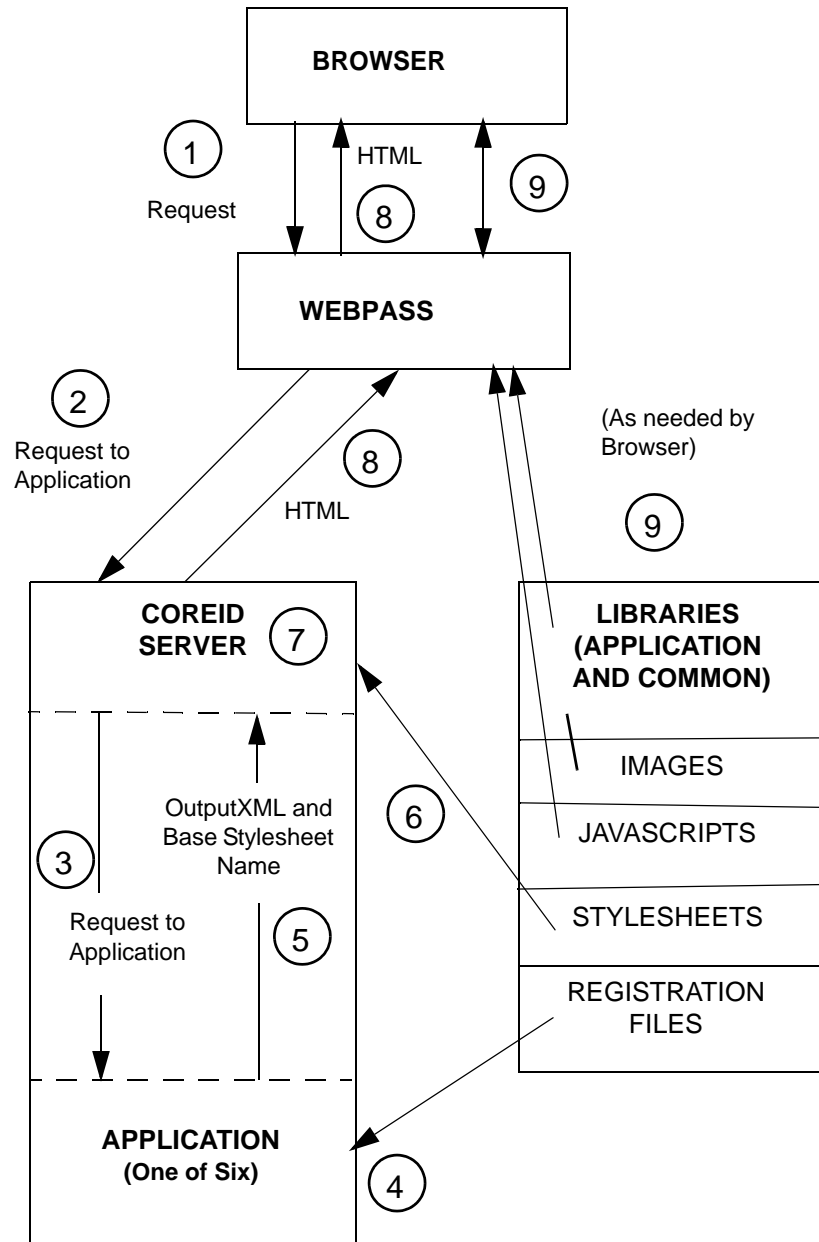 BROWSER
1
Request
HTML
8
9
WEBPASS
2
Request to
Application
8
HTML
(As needed by
Browser)
9
COREID
SERVER
7
LIBRARIES
(APPLICATION
AND COMMON)
IMAGES
JAVASCRIPTS
STYLESHEETS
REGISTRATION
FILES
OutputXML and
Base Stylesheet
Name
6
3
Request to
Application
5
APPLICATION
(One of Six)
4